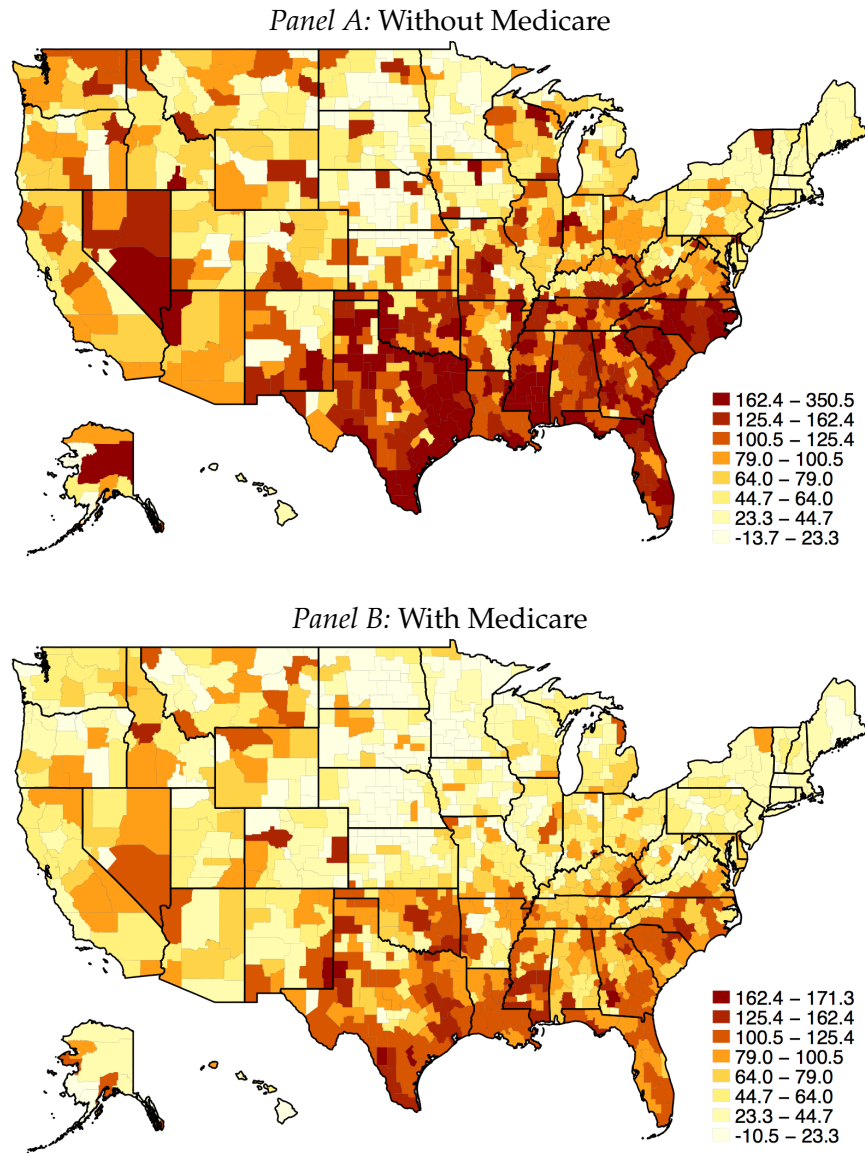 Panel A: Without Medicare
162.4 – 350.5
125.4 – 162.4
100.5 – 125.4
79.0 – 100.5
64.0 – 79.0
44.7 – 64.0
23.3 – 44.7
-13.7 – 23.3
Panel B: With Medicare
162.4 – 171.3
125.4 – 162.4
100.5 – 125.4
79.0 – 100.5
64.0 – 79.0
44.7 – 64.0
23.3 – 44.7
-10.5 – 23.3